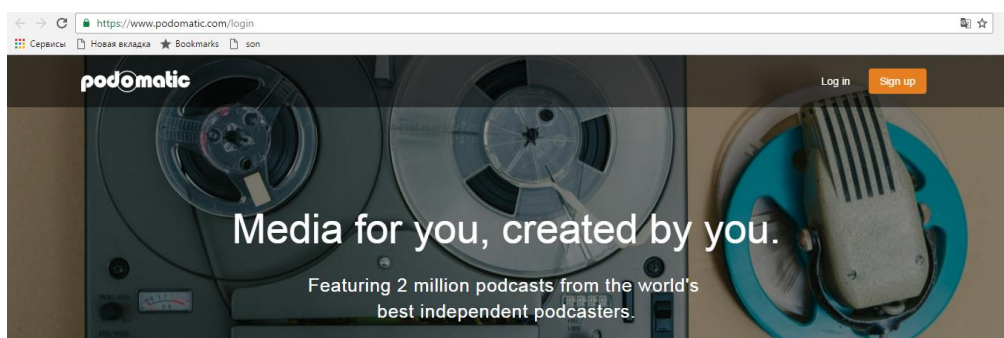 https://www.podomatic.com/login
Сервисы Новая вкладка Bookmarks son
podomatic Log in Sign up
Media for you, created by you.
Featuring 2 million podcasts from the world's
best independent podcasters.